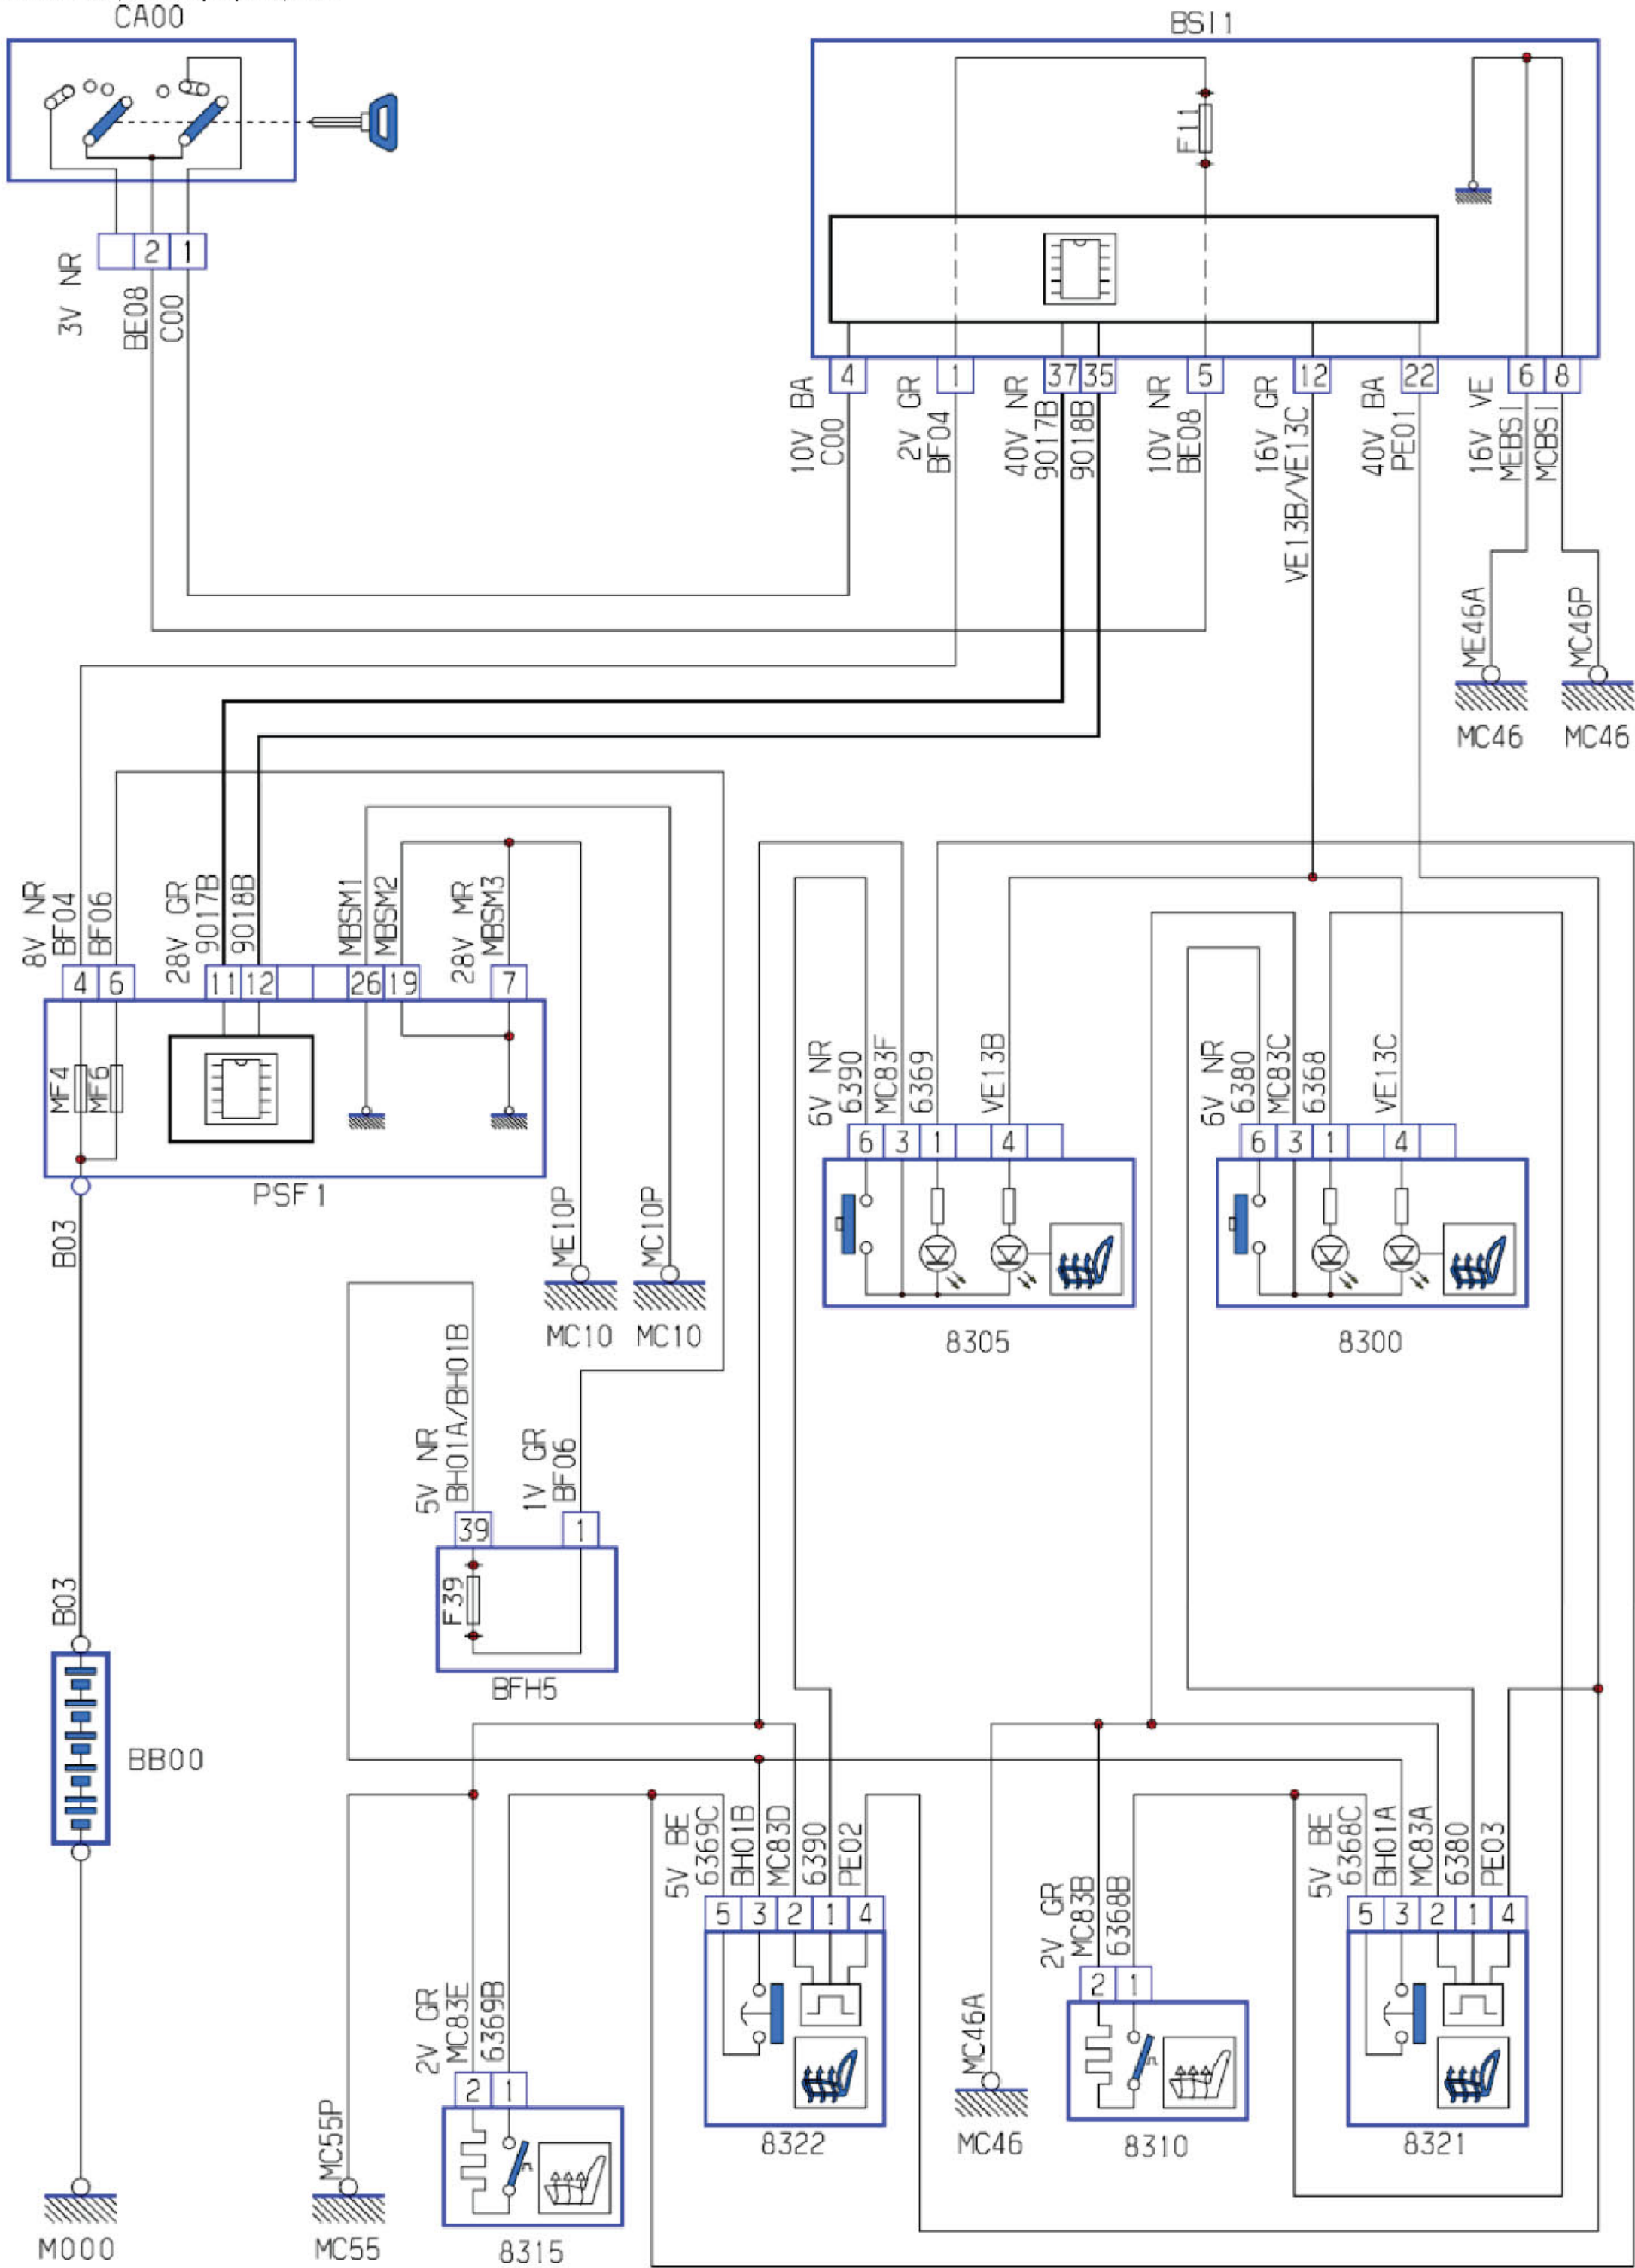 CA00
BSI1
F11
2 1
3V NR
BE08
C00
4 1 37 35 5 12 22 6 8
10V BA
C00
2V GR
BF04
40V NR
9017B
9018B
10V NR
BE08
16V GR
VE13B/VE13C
40V BA
PE01
16V VE
MEBSI
MCBSI
ME46A
MC46P
MC46 MC46
8V NR
BF04
BF06
28V GR
9017B
9018B
MBSM1
MBSM2
28V MR
MBSM3
4 6 11 12 26 19 7
MF4
MF6
PSF1
6V NR
6390
MC83F
6369
VE13B
6 3 1 4
8305
6V NR
6380
MC83C
6368
VE13C
6 3 1 4
8300
B03
ME10P
MC10P
MC10 MC10
5V NR
BH01A/BH01B
1V GR
BF06
39 1
F39
BFH5
B03
BB00
5V BE
6369C
BH01B
MC83D
6390
PE02
5 3 2 1 4
8322
5V BE
6368C
BH01A
MC83A
6380
PE03
5 3 2 1 4
8321
2V GR
MC83B
6368B
2 1
8310
MC46A
MC46
2V GR
MC83E
6369B
2 1
8315
MC55P
MC55
M000